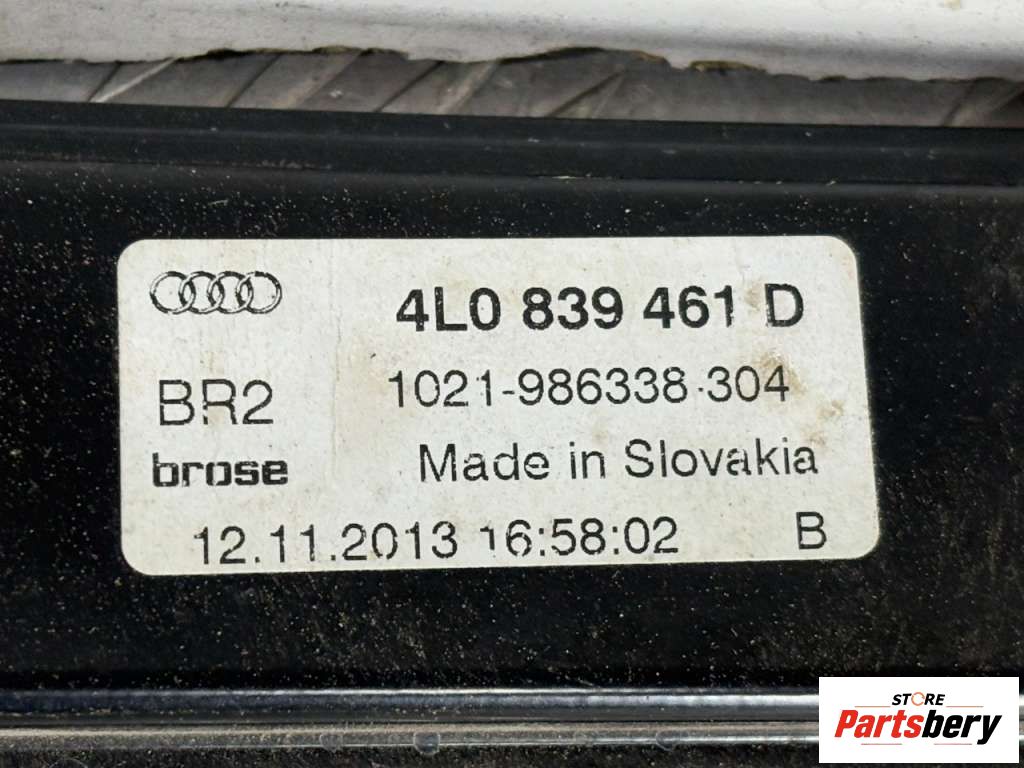 4L0 839 461 D
BR2
1021-986338-304
brose
Made in Slovakia
12.11.2013 16:58:02 B
STORE
Partsbery